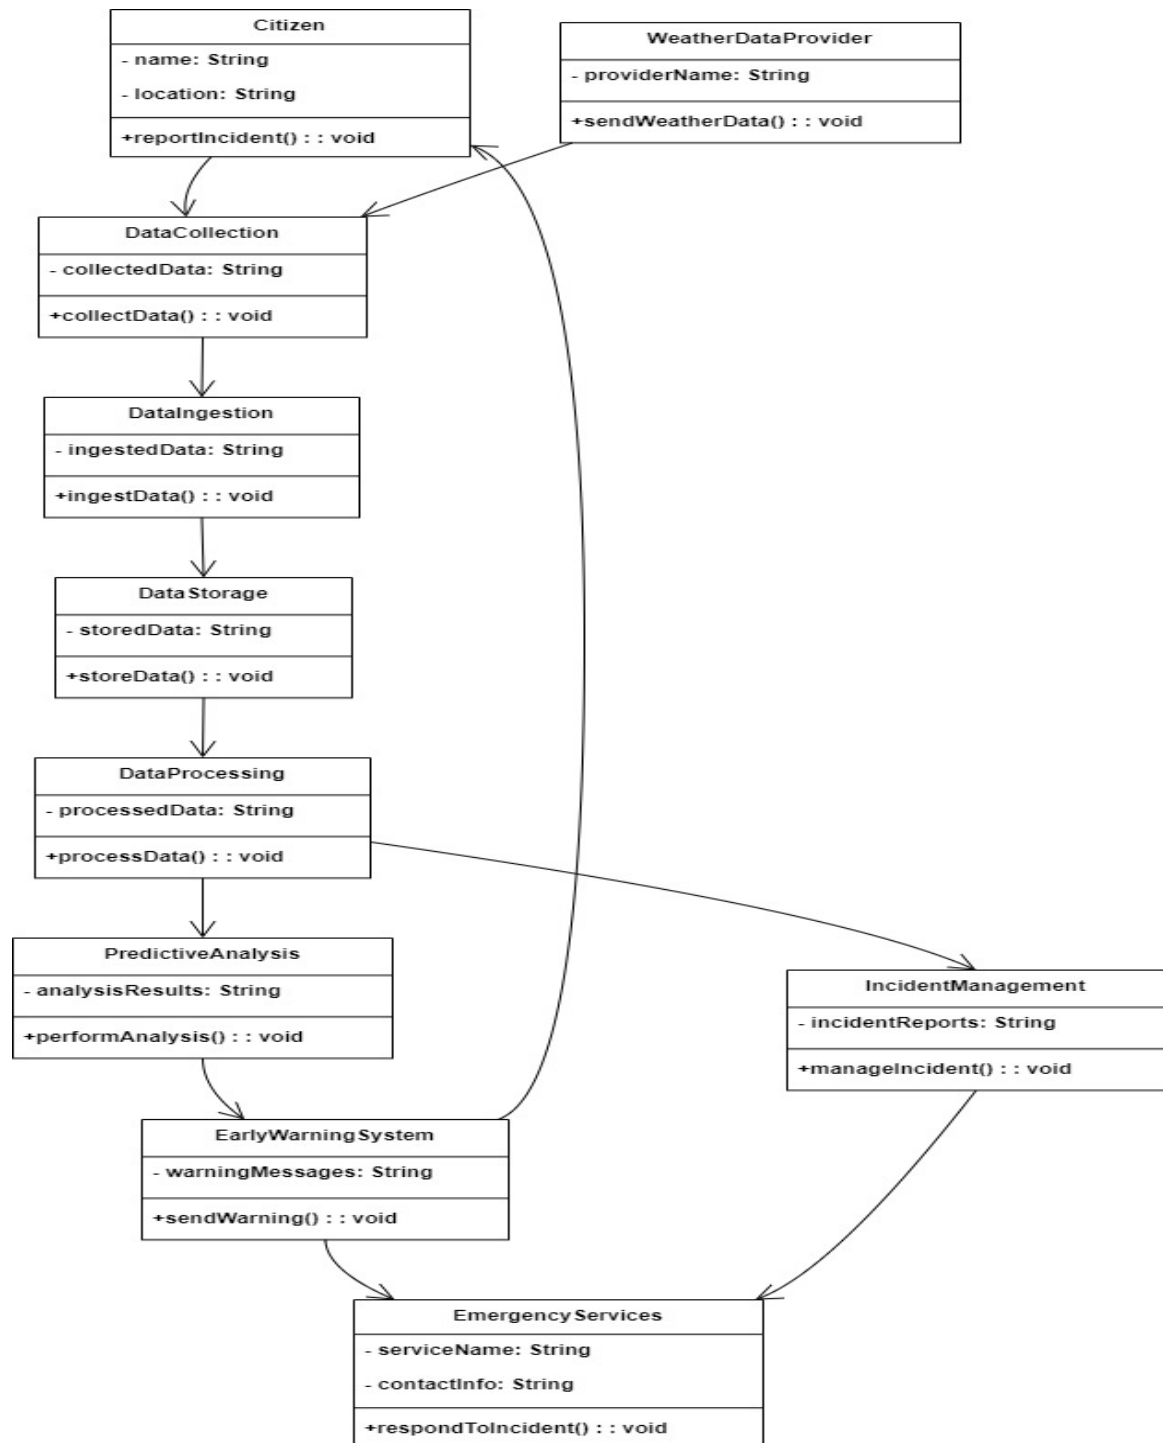 Citizen
- name: String
- location: String
+reportIncident() : : void
WeatherDataProvider
- providerName: String
+sendWeatherData() : : void
DataCollection
- collectedData: String
+collectData() : : void
DataIngestion
- ingestedData: String
+ingestData() : : void
DataStorage
- storedData: String
+storeData() : : void
DataProcessing
- processedData: String
+processData() : : void
PredictiveAnalysis
- analysisResults: String
+performAnalysis() : : void
IncidentManagement
- incidentReports: String
+manageIncident() : : void
EarlyWarningSystem
- warningMessages: String
+sendWarning() : : void
EmergencyServices
- serviceName: String
- contactInfo: String
+respondToIncident() : : void